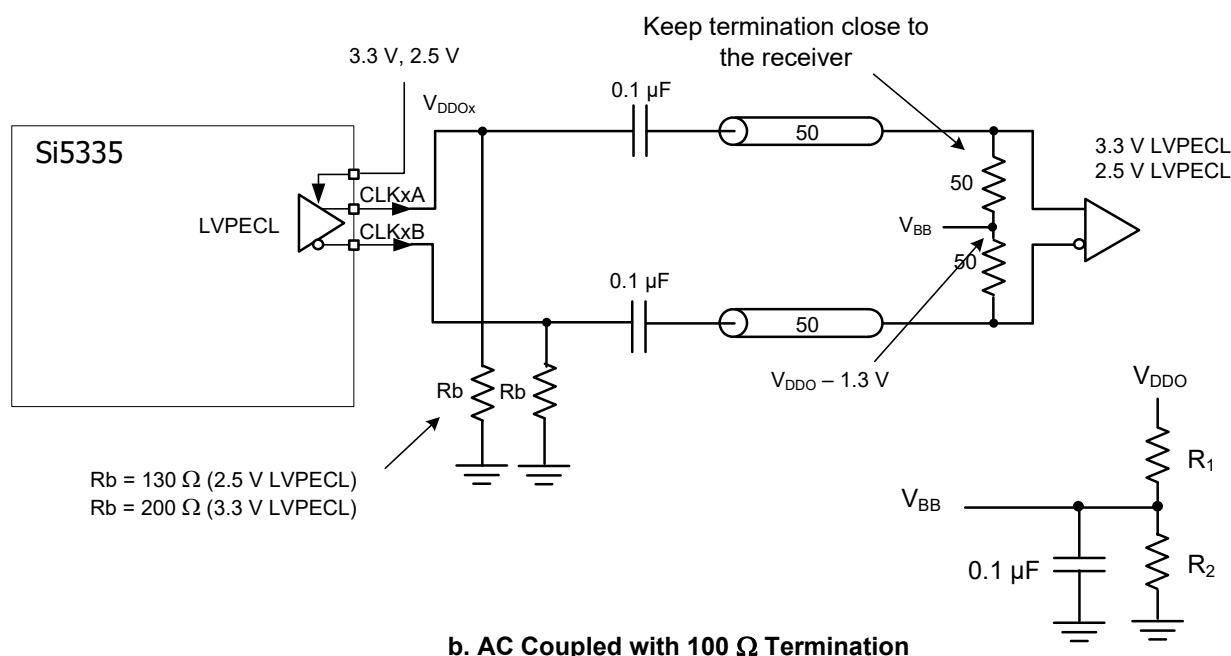 Keep termination close to
the receiver
3.3 V, 2.5 V
0.1 µF
VDDOx
50
Si5335
3.3 V LVPECL
2.5 V LVPECL
CLKxA
50
LVPECL
CLKxB
VBB
0.1 µF
50
50
VDDO – 1.3 V
VDDO
Rb
Rb
R1
Rb = 130 Ω (2.5 V LVPECL)
Rb = 200 Ω (3.3 V LVPECL)
VBB
0.1 µF
R2
b. AC Coupled with 100 Ω Termination